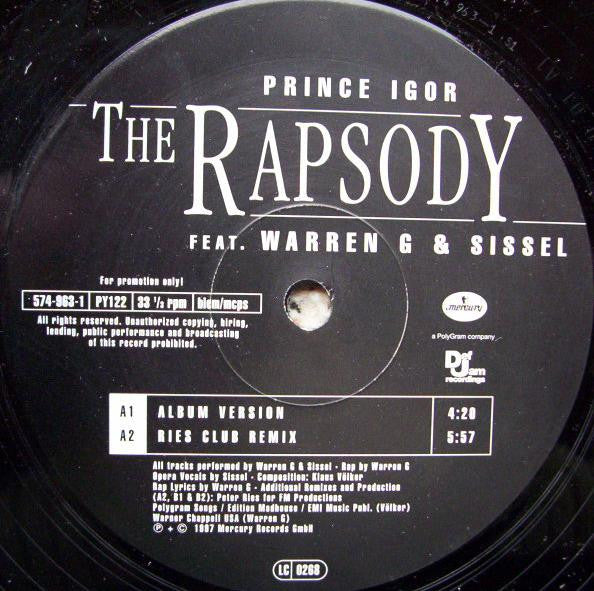 PRINCE IGOR
THE RAPSODY
FEAT. WARREN G & SISSEL
For promotion only!
574-963-1 PY122 33 1/3 rpm biem/mcps
All rights reserved. Unauthorized copying, hiring,
lending, public performance and broadcasting
of this record prohibited.
mercury
a PolyGram company
Def
Jam
recordings
A1 ALBUM VERSION 4:20
A2 RIES CLUB REMIX 5:57
All tracks performed by Warren G & Sissel - Rap by Warren G
Opera Vocals by Sissel - Composition: Klaus Völker
Rap Lyrics by Warren G - Additional Remixes and Production
(A2, B1 & B2): Peter Ries for FM Productions
Polygram Songs / Edition Madhouse / EMI Music Publ. (Völker)
Warner Chappell USA (Warren G)
℗ + © 1997 Mercury Records GmbH
LC 0268